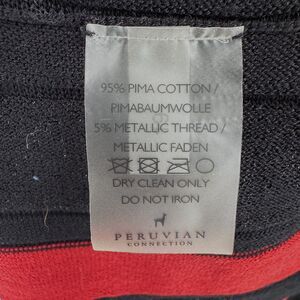 95% PIMA COTTON /
PIMABAUMWOLLE
5% METALLIC THREAD /
METALLIC FADEN
DRY CLEAN ONLY
DO NOT IRON
PERUVIAN
CONNECTION